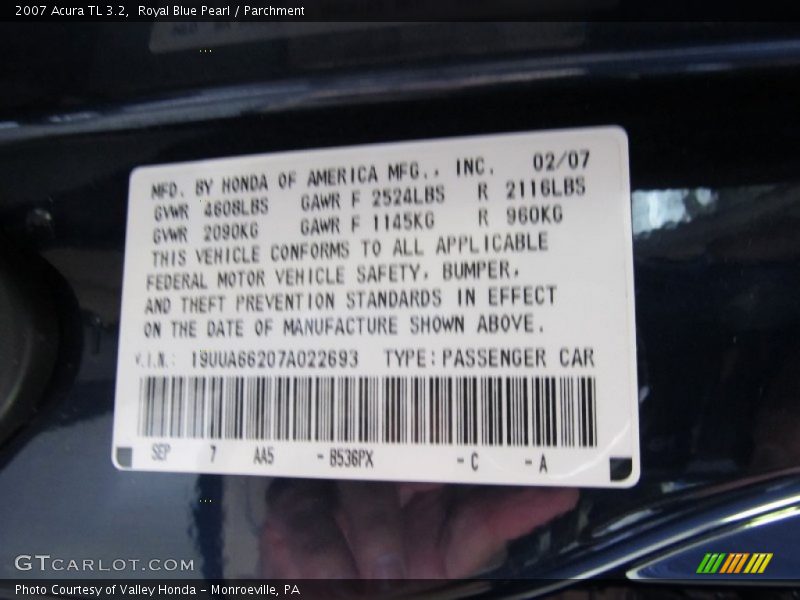 2007 Acura TL 3.2,  Royal Blue Pearl / Parchment
MFD. BY HONDA OF AMERICA MFG., INC. 02/07
GVWR 4608LBS GAWR F 2524LBS R 2116LBS
GVWR 2090KG GAWR F 1145KG R 960KG
THIS VEHICLE CONFORMS TO ALL APPLICABLE
FEDERAL MOTOR VEHICLE SAFETY, BUMPER,
AND THEFT PREVENTION STANDARDS IN EFFECT
ON THE DATE OF MANUFACTURE SHOWN ABOVE.
V.I.N.: 19UUA66207A022693 TYPE: PASSENGER CAR
SEP 7 AA5 - B536PX - C - A
GTCARLOT.COM
Photo Courtesy of Valley Honda - Monroeville, PA